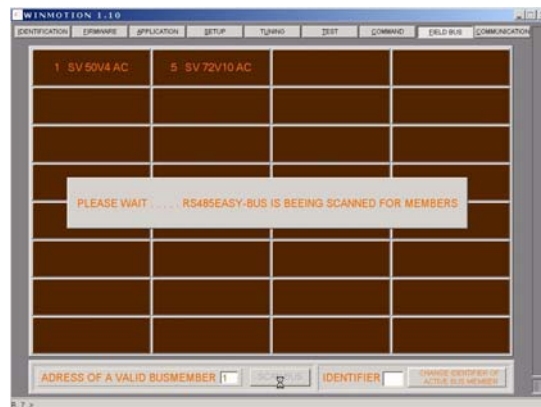 WINMOTION 1.10
IDENTIFICATION FIRMWARE APPLICATION SETUP TUNING TEST COMMAND FIELD BUS COMMUNICATION
1 SV 50V4 AC 5 SV 72V10 AC
PLEASE WAIT . . . . . RS485EASY-BUS IS BEEING SCANNED FOR MEMBERS
ADRESS OF A VALID BUSMEMBER 1 SCAN BUS IDENTIFIER CHANGE IDENTIFIER OF
ACTIVE BUS MEMBER